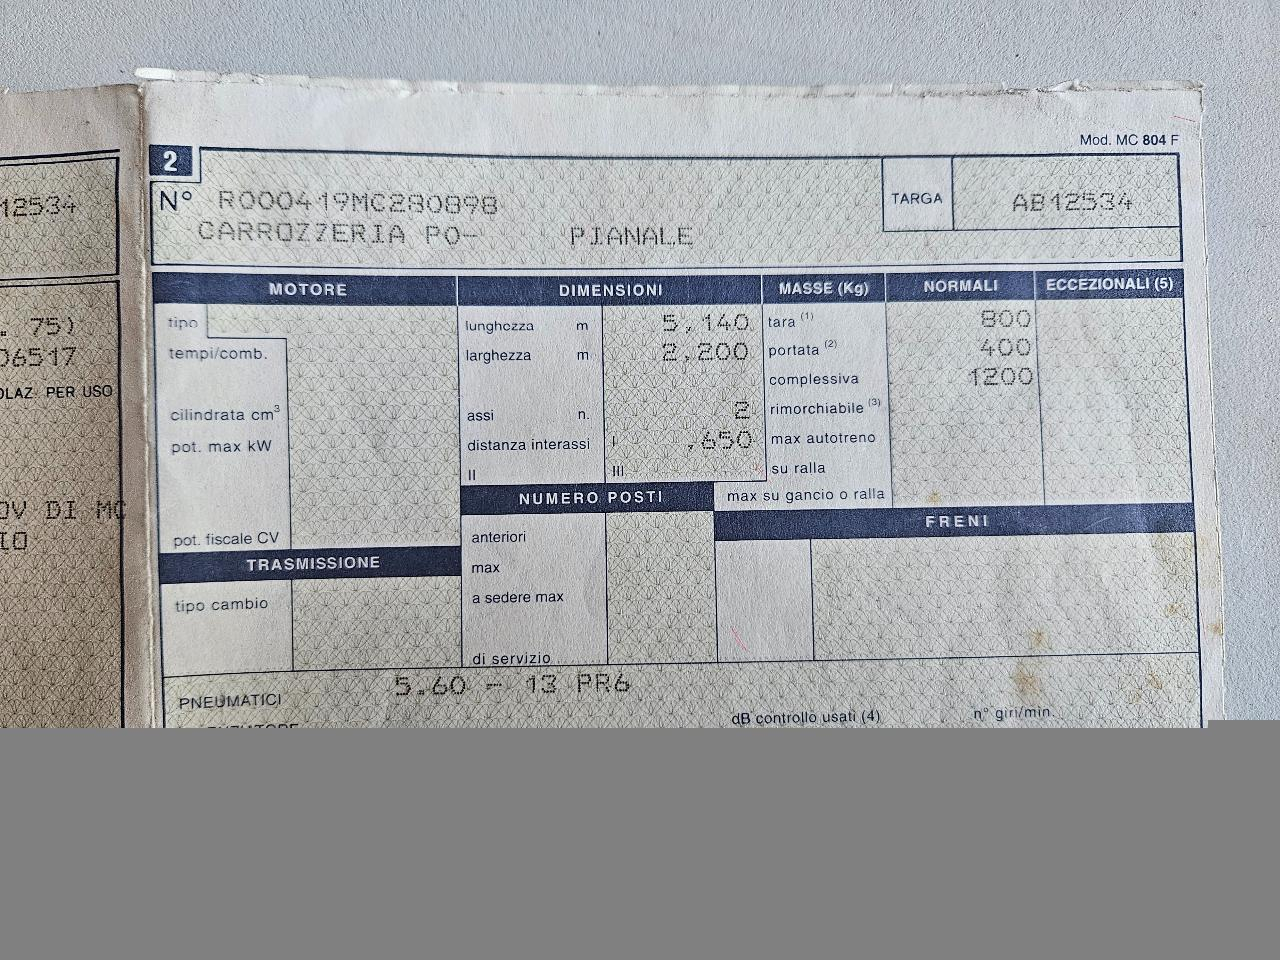 12534
. 75)
06517
OLAZ. PER USO
OV DI MC
IO
Mod. MC 804 F
2
N° R000419MC280898
TARGA AB12534
CARROZZERIA PO- PIANALE
MOTORE DIMENSIONI MASSE (Kg) NORMALI ECCEZIONALI (5)
tipo lunghezza m 5,140 tara (1) 800
tempi/comb. larghezza m 2,200 portata (2) 400
complessiva 1200
cilindrata cm3 assi n. 2 rimorchiabile (3)
pot. max kW distanza interassi I ,650 max autotreno
II III su ralla
NUMERO POSTI max su gancio o ralla
FRENI
pot. fiscale CV anteriori
TRASMISSIONE max
tipo cambio a sedere max
di servizio
PNEUMATICI 5.60 - 13 PR6
dB controllo usati (4) n° giri/min.